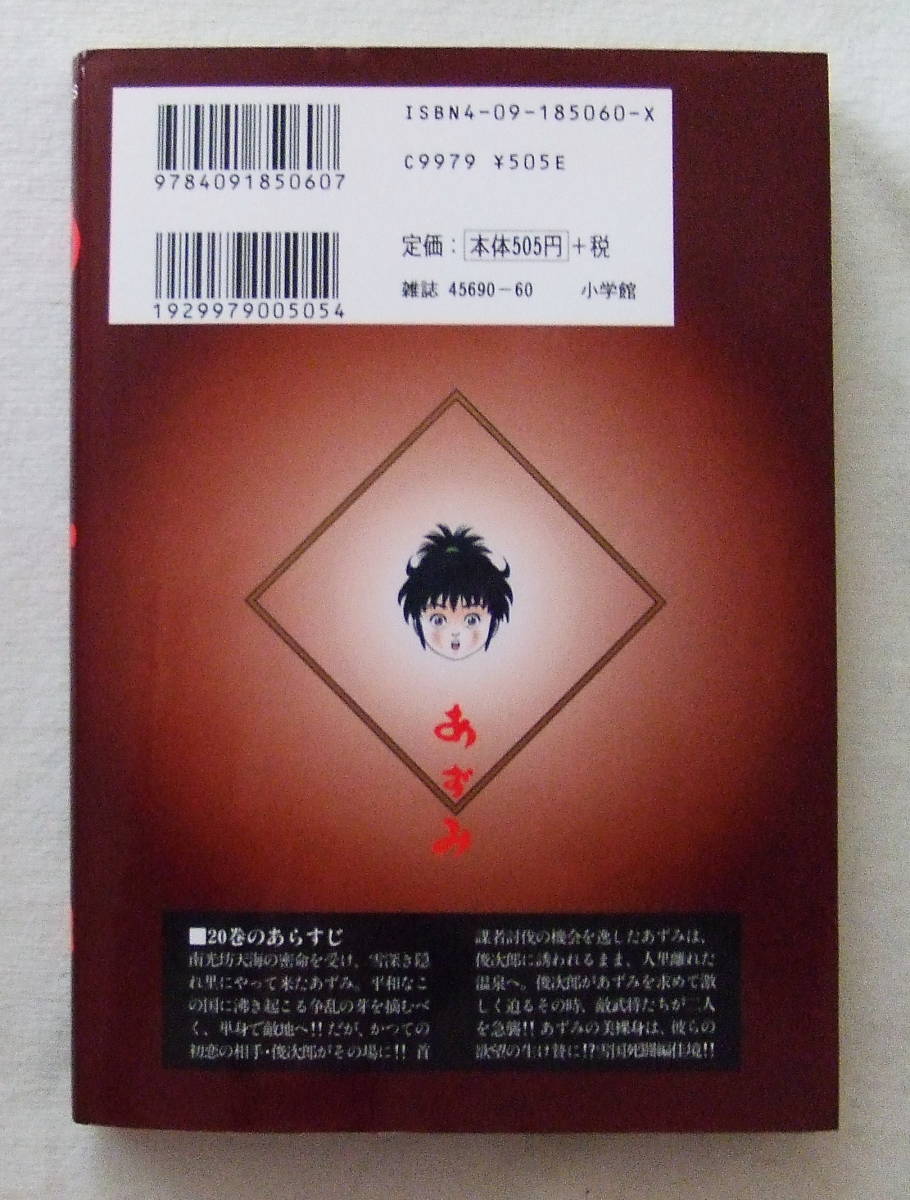 ISBN4-09-185060-X
9784091850607
C9979 ¥505E
1929979005054
定価：本体505円+税
雑誌 45690-60 小学館
あずみ
■20巻のあらすじ
南光坊天海の密命を受け、雪深き隠
れ里にやって来たあずみ。平和なこ
の国に沸き起こる争乱の芽を摘むべ
く、単身で敵地へ!! だが、かつての
初恋の相手・俊次郎がその場に!! 首
謀者討伐の機会を逸したあずみは、
俊次郎に誘われるまま、人里離れた
温泉へ。俊次郎があずみを求めて激
しく迫るその時、敵武将たちが二人
を急襲!! あずみの美裸身は、彼らの
欲望の生け贄に!?雪国死闘編佳境!!